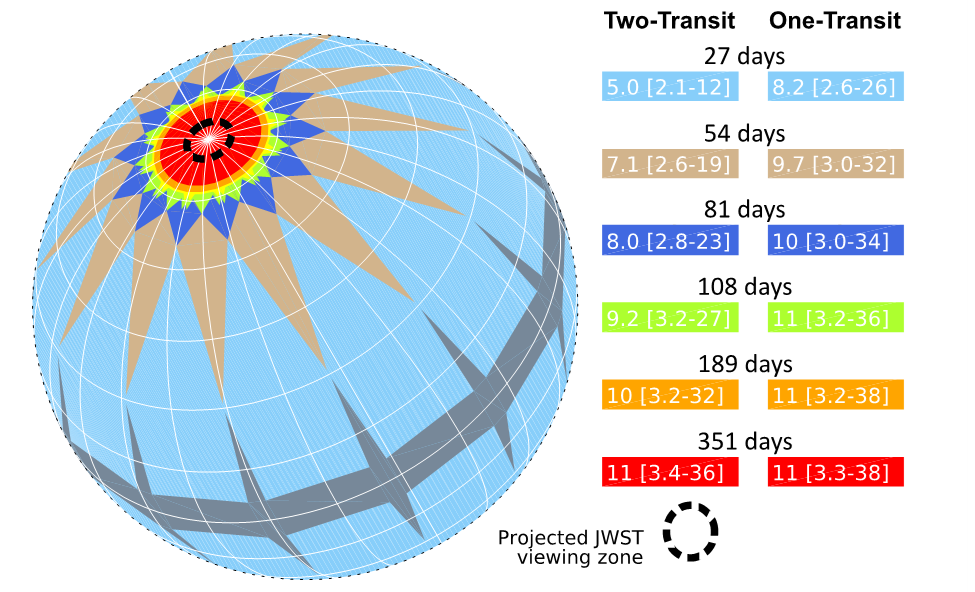 Two-Transit One-Transit
27 days
5.0 [2.1-12] 8.2 [2.6-26]
54 days
7.1 [2.6-19] 9.7 [3.0-32]
81 days
8.0 [2.8-23] 10 [3.0-34]
108 days
9.2 [3.2-27] 11 [3.2-36]
189 days
10 [3.2-32] 11 [3.2-38]
351 days
11 [3.4-36] 11 [3.3-38]
Projected JWST
viewing zone